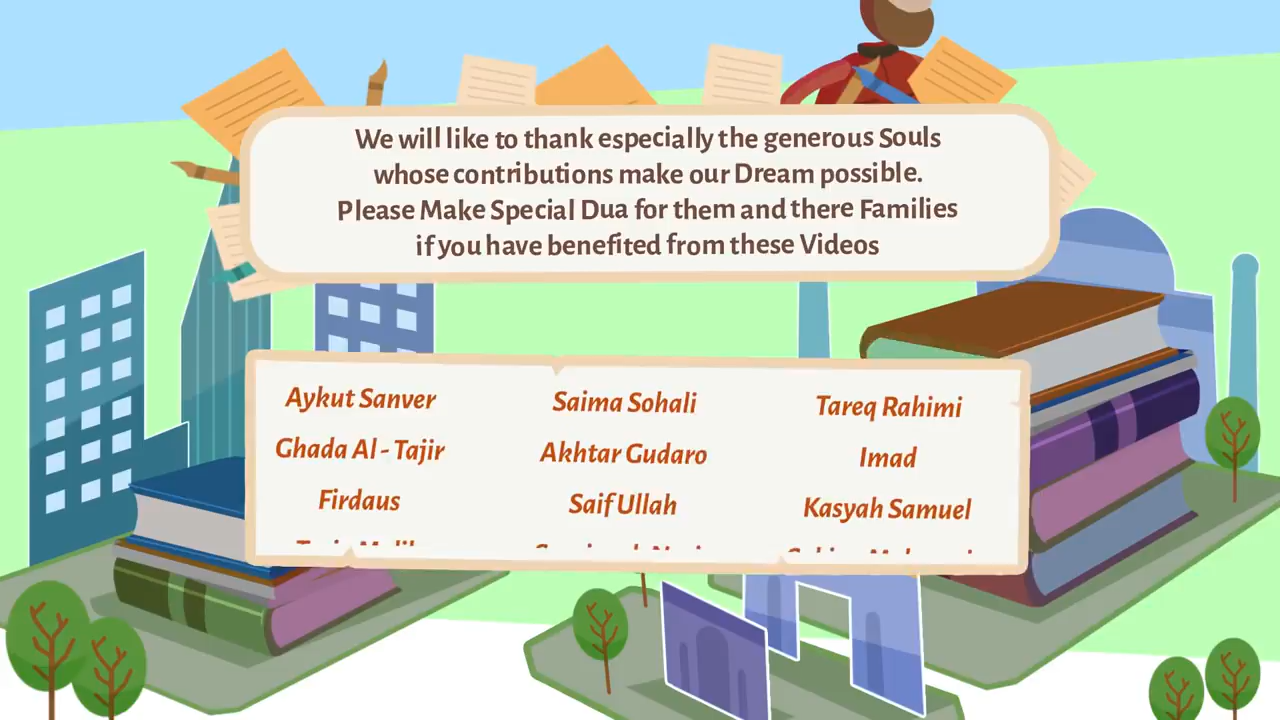 We will like to thank especially the generous Souls
whose contributions make our Dream possible.
Please Make Special Dua for them and there Families
if you have benefited from these Videos
Aykut Sanver Saima Sohali Tareq Rahimi
Ghada Al - Tajir Akhtar Gudaro Imad
Firdaus Saif Ullah Kasyah Samuel